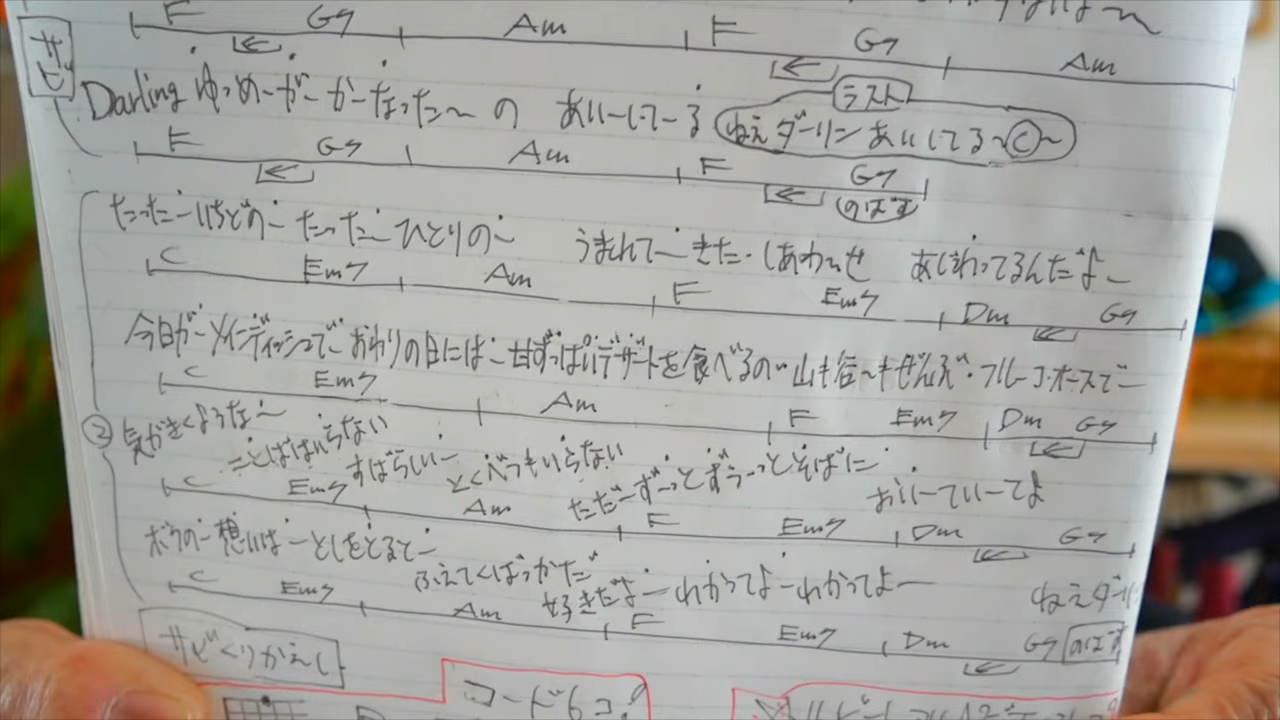 F G7 Am F G7 Am
サビ
Darling ゆっめーがーかーなったー〜の あいーしてーる
ラスト
ねえダーリンあいしてる〜C〜
F G7 Am F G7
のばす
たったーいちどのー たったー〜ひとりのー うまれてーきたー・しあわーせ あじわってるんだよー
C Em7 Am F Em7 Dm G7
今日がーメインディッシュでーおわりの日にはー甘ずっぱいデザートを食べるのー山も谷〜もぜんぶ・フルーコーオースでー
C Em7 Am F Em7 Dm G7
② 気がきくようなー
ことばはいらない
すばらしいー
とくべつもいらない
ただーずーっとずぅーっとそばに
おいーていーてよ
C Em7 Am F Em7 Dm G7
ボクのー想いはーとしをとるとー
ふえてくばっかだ
好きだよーわかってよーわかってよー
ねえダーリン
C Em7 Am F Em7 Dm G7 のばす
サビくりかえし
コード6コ!